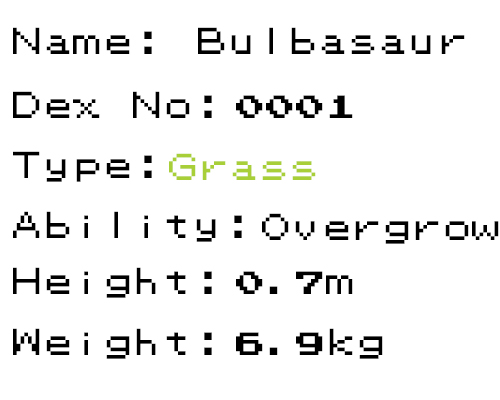 Name: Bulbasaur
Dex No: 0001
Type: Grass
Ability: Overgrow
Height: 0.7m
Weight: 6.9kg